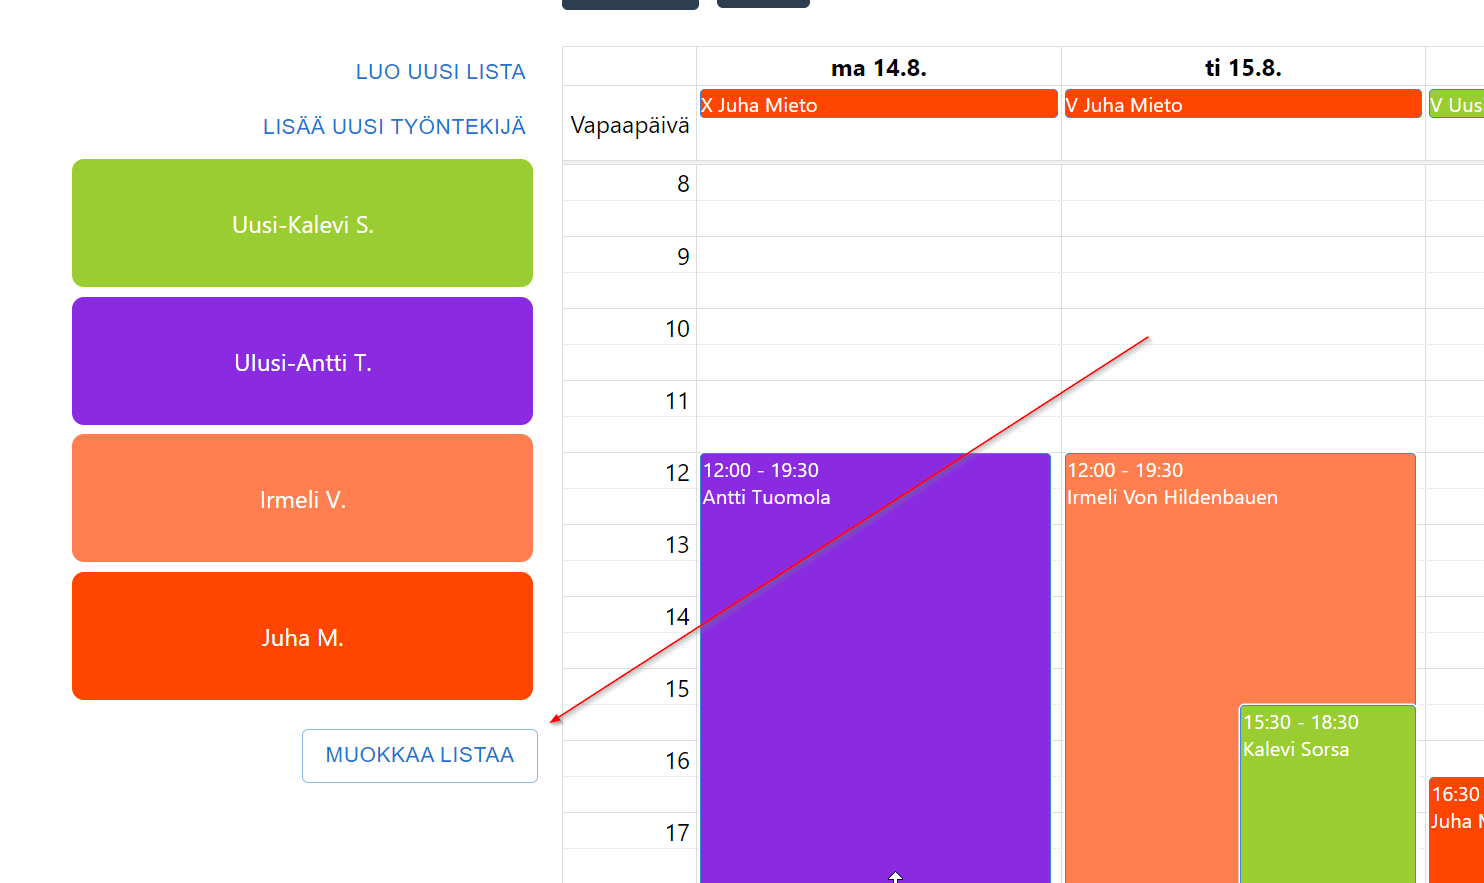 LUO UUSI LISTA
LISÄÄ UUSI TYÖNTEKIJÄ
Uusi-Kalevi S.
Ulusi-Antti T.
Irmeli V.
Juha M.
MUOKKAA LISTAA
ma 14.8.
ti 15.8.
Vapaapäivä
X Juha Mieto
V Juha Mieto
V Uus
8
9
10
11
12
13
14
15
16
17
12:00 - 19:30
Antti Tuomola
12:00 - 19:30
Irmeli Von Hildenbauen
15:30 - 18:30
Kalevi Sorsa
16:30
Juha M